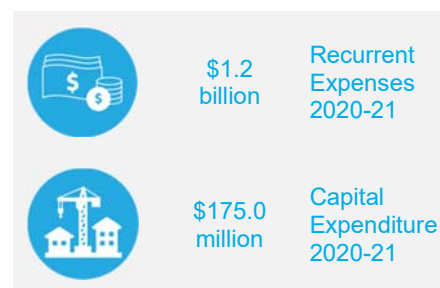 $1.2
billion
Recurrent
Expenses
2020-21
$
$
$175.0
million
Capital
Expenditure
2020-21